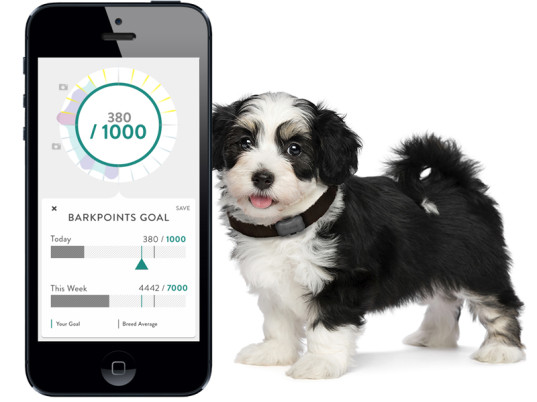 380
/ 1000
× SAVE
BARKPOINTS GOAL
Today 380 / 1000
This Week 4442 / 7000
Your Goal Breed Average